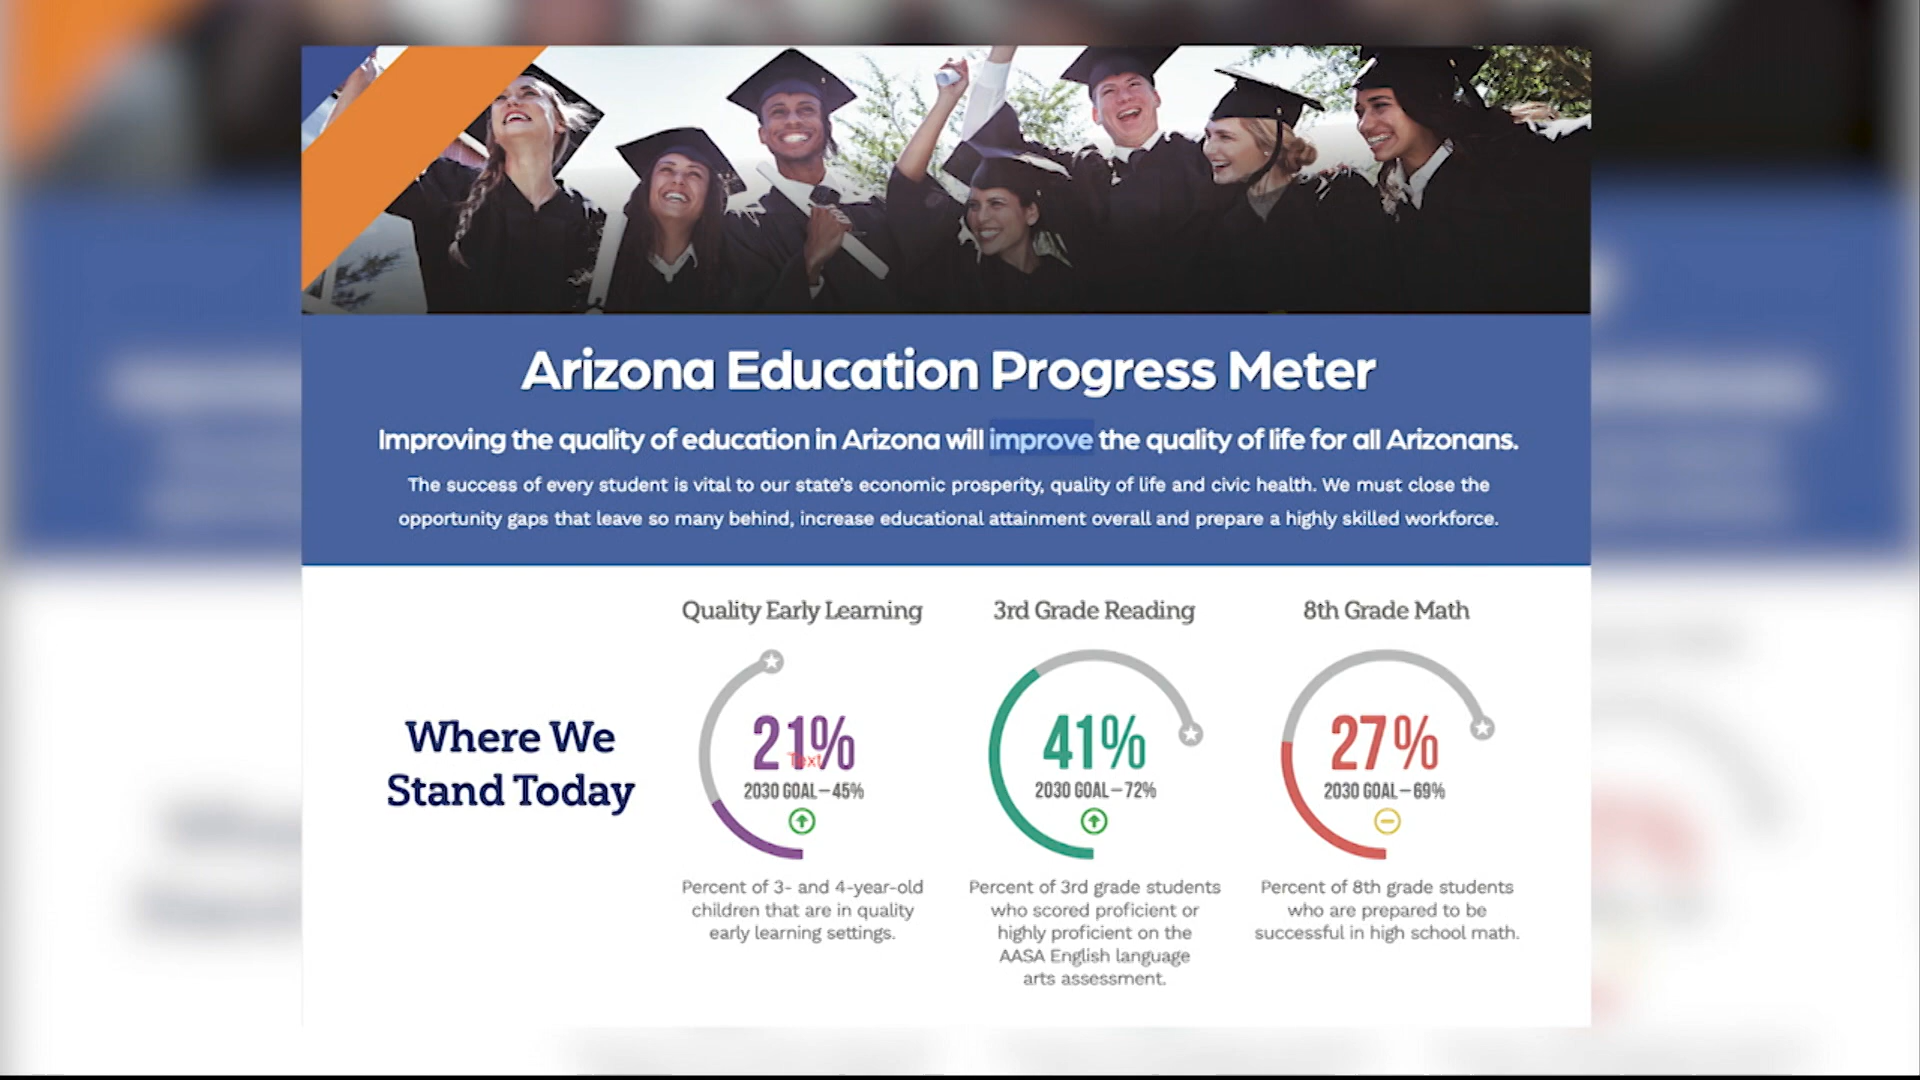 Arizona Education Progress Meter
Improving the quality of education in Arizona will improve the quality of life for all Arizonans.
The success of every student is vital to our state's economic prosperity, quality of life and civic health. We must close the
opportunity gaps that leave so many behind, increase educational attainment overall and prepare a highly skilled workforce.
Where We
Stand Today
Quality Early Learning
21%
Text
2030 GOAL—45%
Percent of 3- and 4-year-old
children that are in quality
early learning settings.
3rd Grade Reading
41%
2030 GOAL—72%
Percent of 3rd grade students
who scored proficient or
highly proficient on the
AASA English language
arts assessment.
8th Grade Math
27%
2030 GOAL—69%
Percent of 8th grade students
who are prepared to be
successful in high school math.